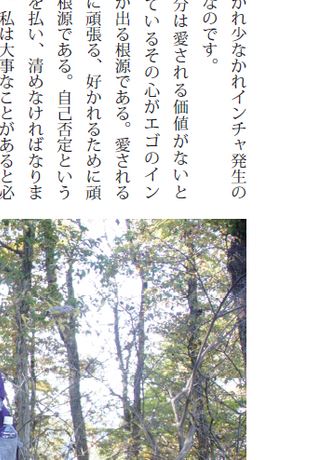 かれ少なかれインチャ発生の
なのです。
分は愛される価値がないと
ているその心がエゴのイン
が出る根源である。愛される
に頑張る、好かれるために頑
根源である。自己否定という
を払い、清めなければなりま
私は大事なことがあると必